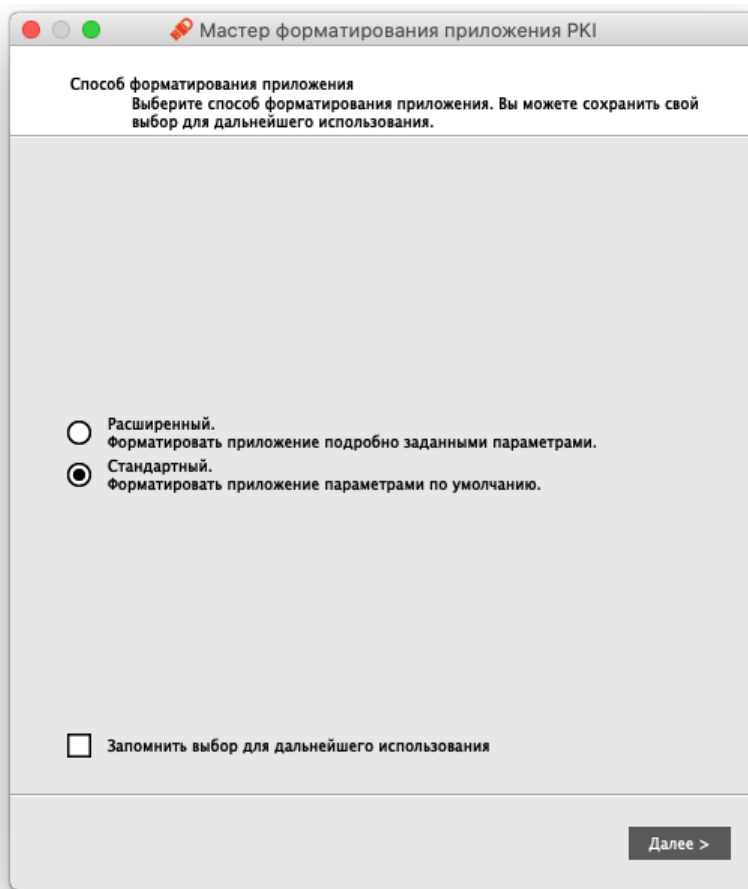 Мастер форматирования приложения PKI
Способ форматирования приложения
Выберите способ форматирования приложения. Вы можете сохранить свой
выбор для дальнейшего использования.
Расширенный.
Форматировать приложение подробно заданными параметрами.
Стандартный.
Форматировать приложение параметрами по умолчанию.
Запомнить выбор для дальнейшего использования
Далее >